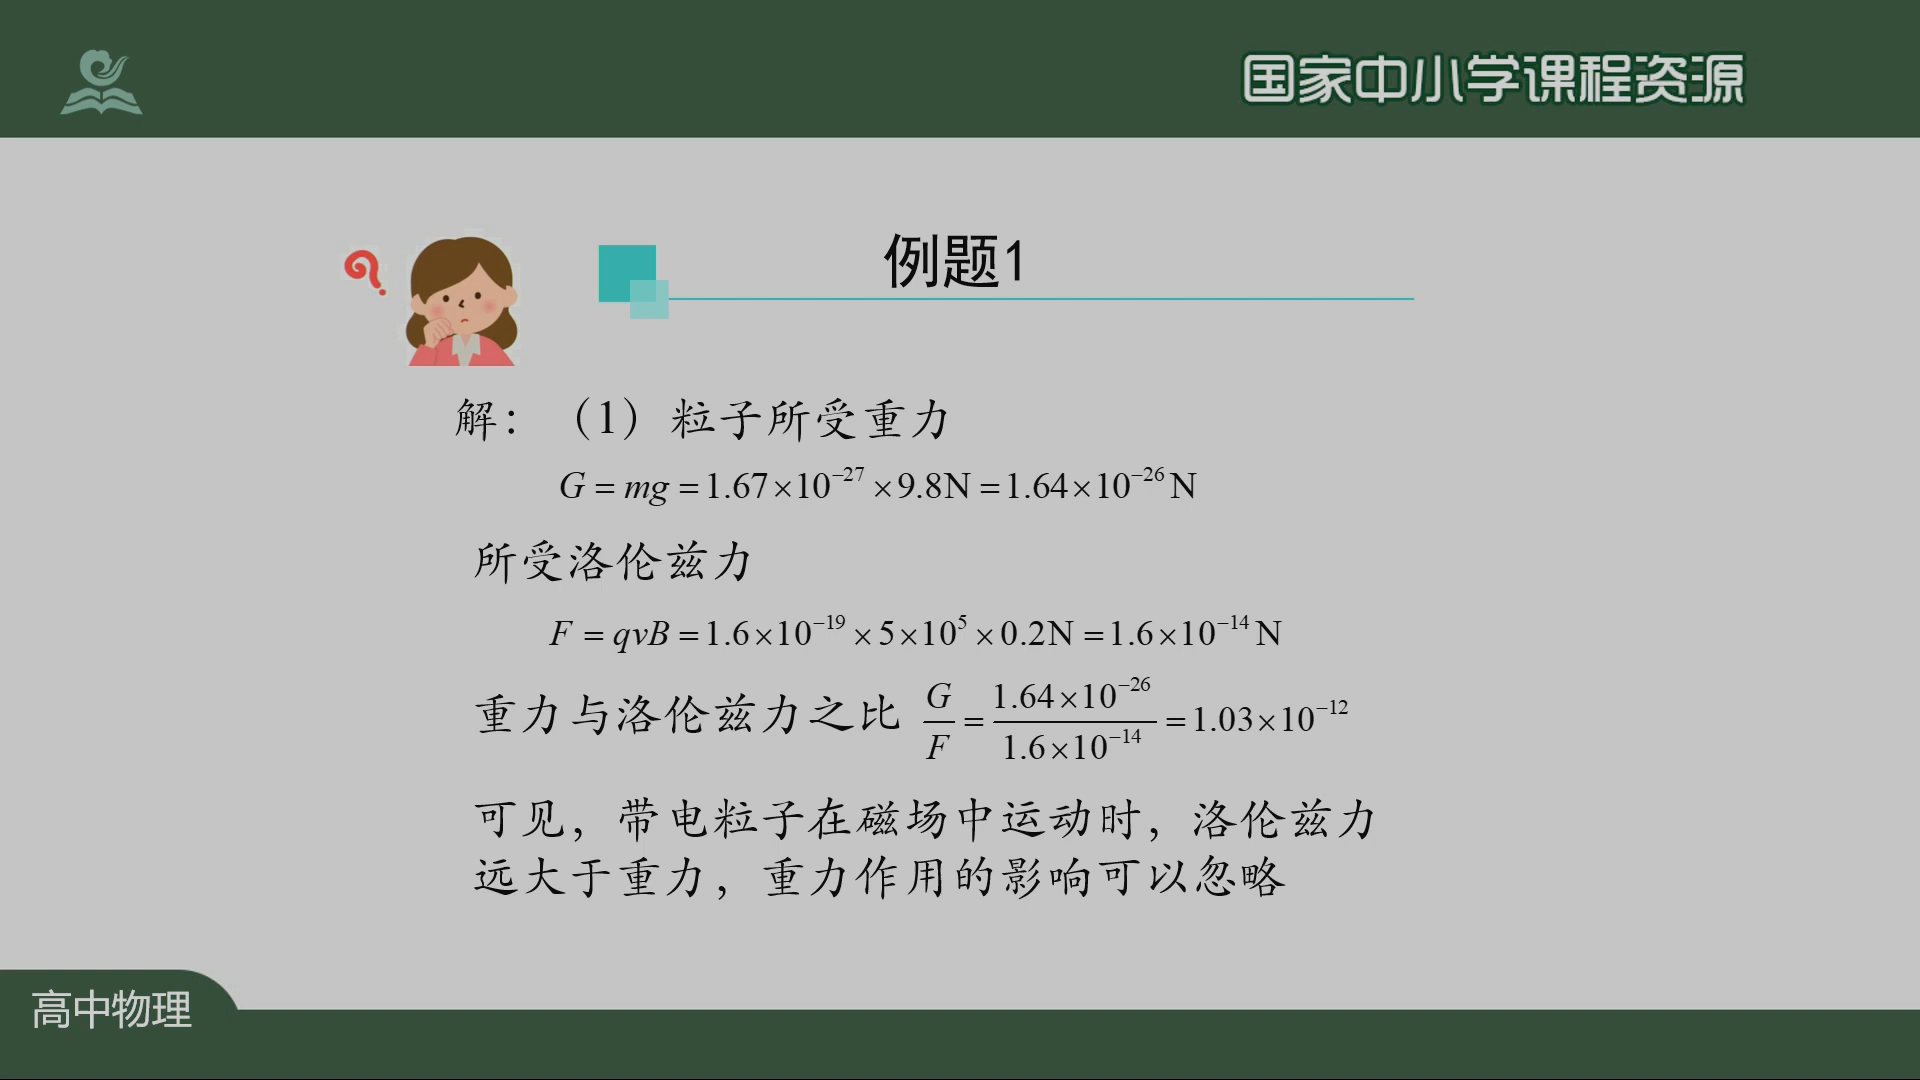 国家中小学课程资源
例题1
解：（1）粒子所受重力
G = mg = 1.67×10⁻²⁷ ×9.8N = 1.64×10⁻²⁶ N
所受洛伦兹力
F = qvB = 1.6×10⁻¹⁹ × 5×10⁵ × 0.2N = 1.6×10⁻¹⁴ N
重力与洛伦兹力之比 G/F = (1.64×10⁻²⁶)/(1.6×10⁻¹⁴) = 1.03×10⁻¹²
可见，带电粒子在磁场中运动时，洛伦兹力
远大于重力，重力作用的影响可以忽略
高中物理